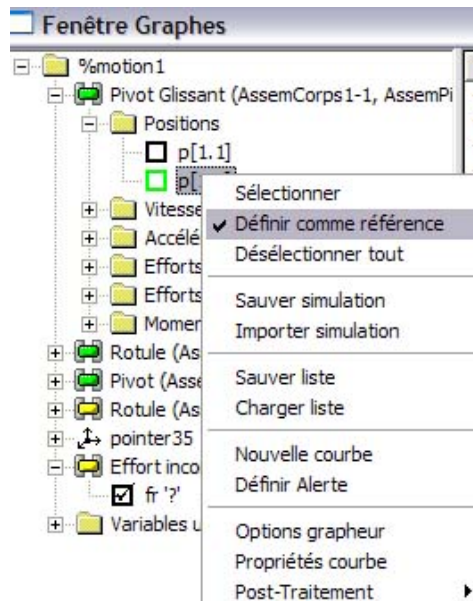 Fenêtre Graphes
%motion1
Pivot Glissant (AssemCorps1-1, AssemPi
Positions
p[1.1]
p[
Vitesse
Accélé
Efforts
Efforts
Momen
Rotule (As
Pivot (Asse
Rotule (As
pointer35
Effort inco
fr '?'
Variables u
Sélectionner
Définir comme référence
Désélectionner tout
Sauver simulation
Importer simulation
Sauver liste
Charger liste
Nouvelle courbe
Définir Alerte
Options grapheur
Propriétés courbe
Post-Traitement